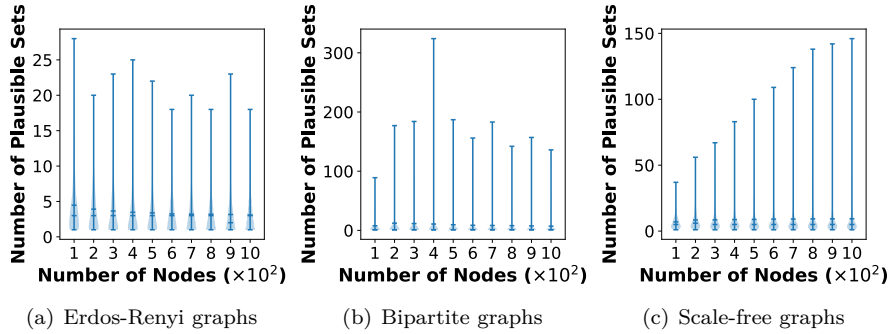 Number of Plausible Sets
25
20
15
10
5
0
1 2 3 4 5 6 7 8 9 10
Number of Nodes (×10²)
(a) Erdos-Renyi graphs
Number of Plausible Sets
300
200
100
0
1 2 3 4 5 6 7 8 9 10
Number of Nodes (×10²)
(b) Bipartite graphs
Number of Plausible Sets
150
100
50
0
1 2 3 4 5 6 7 8 9 10
Number of Nodes (×10²)
(c) Scale-free graphs